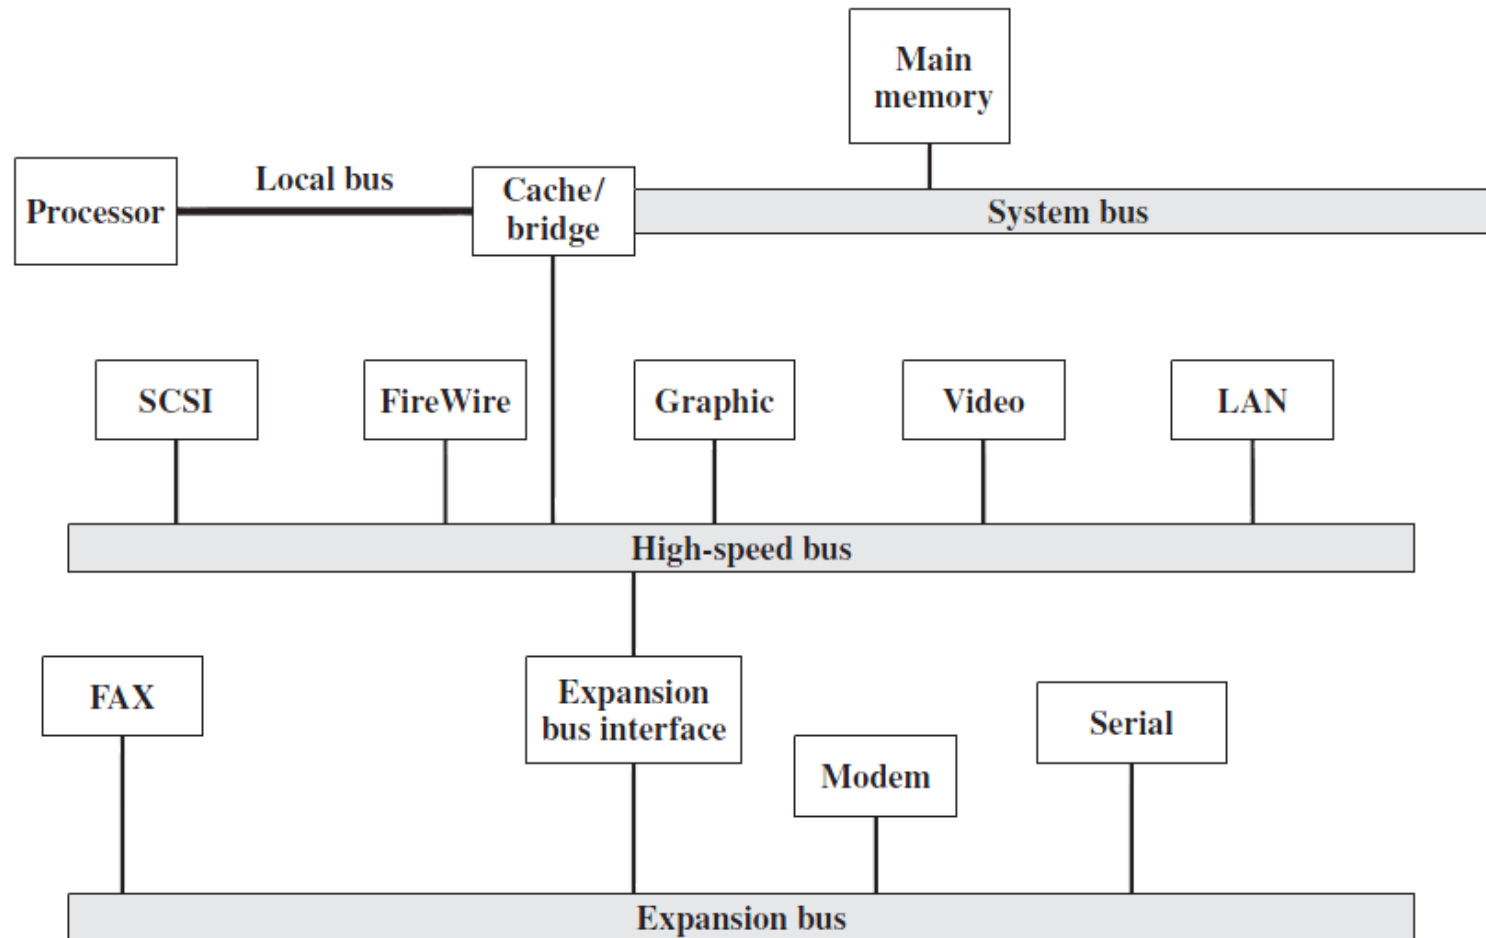 Main
memory
Local bus
Processor
Cache/
bridge
System bus
SCSI
FireWire
Graphic
Video
LAN
High-speed bus
FAX
Expansion
bus interface
Modem
Serial
Expansion bus